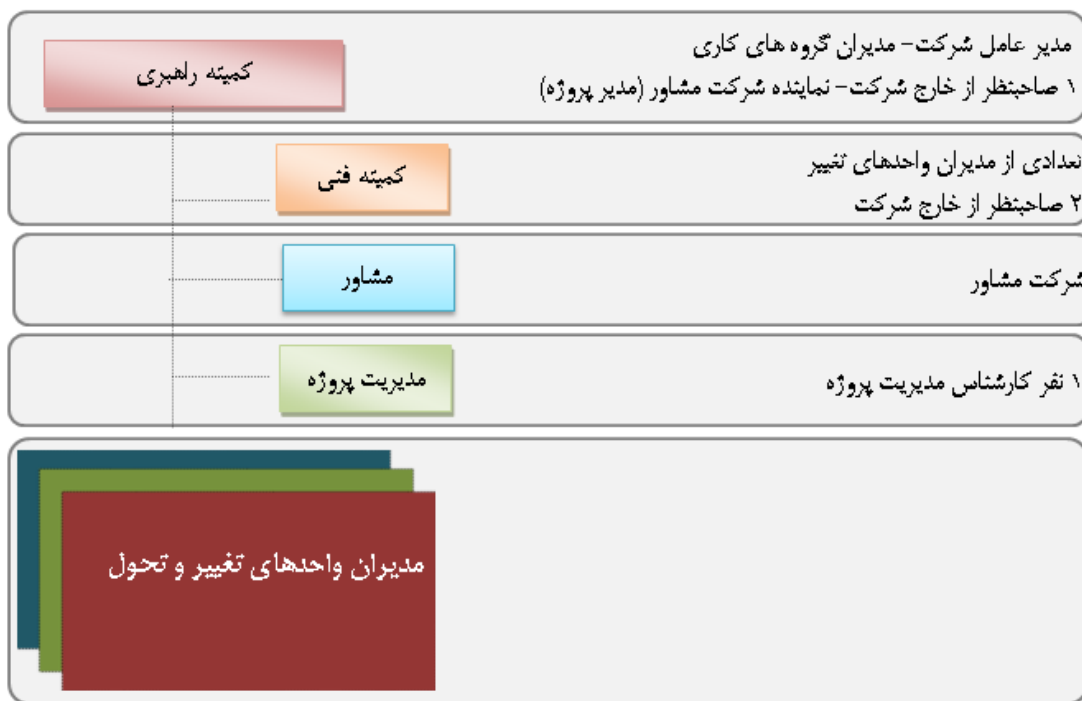 مدیر عامل شرکت- مدیران گروه های کاری
۱ صاحبنظر از خارج شرکت- نماینده شرکت مشاور (مدیر پروژه)
کمیته راهبری
تعدادی از مدیران واحدهای تغییر
۲ صاحبنظر از خارج شرکت
کمیته فنی
شرکت مشاور
مشاور
۱ نفر کارشناس مدیریت پروژه
مدیریت پروژه
مدیران واحدهای تغییر و تحول